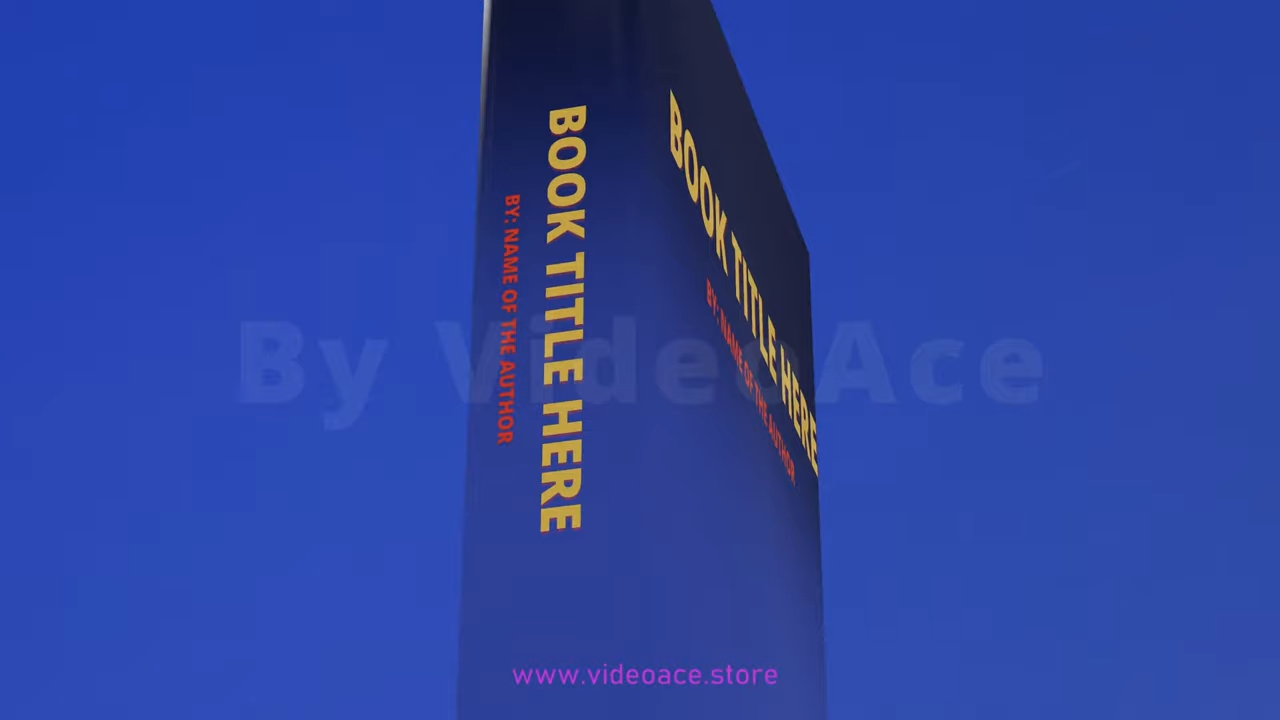 BOOK TITLE HERE
BY: NAME OF THE AUTHOR
BOOK TITLE HERE
BY: NAME OF THE AUTHOR
By VideoAce
www.videoace.store